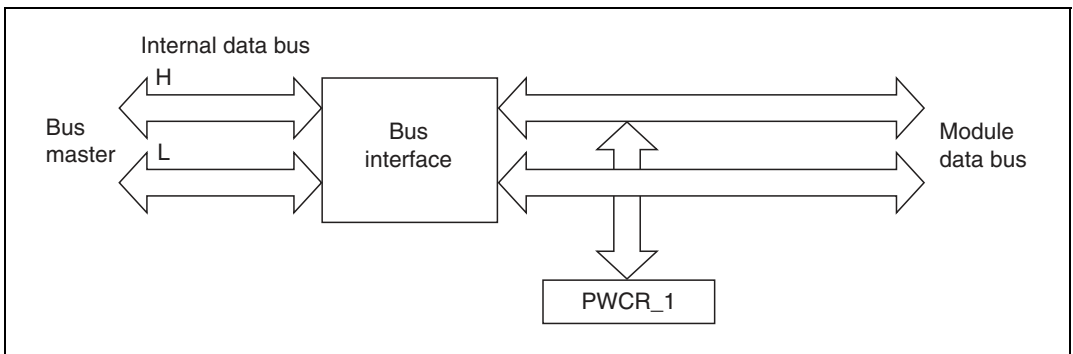 Internal data bus
H
Bus
master
L
Bus
interface
Module
data bus
PWCR_1